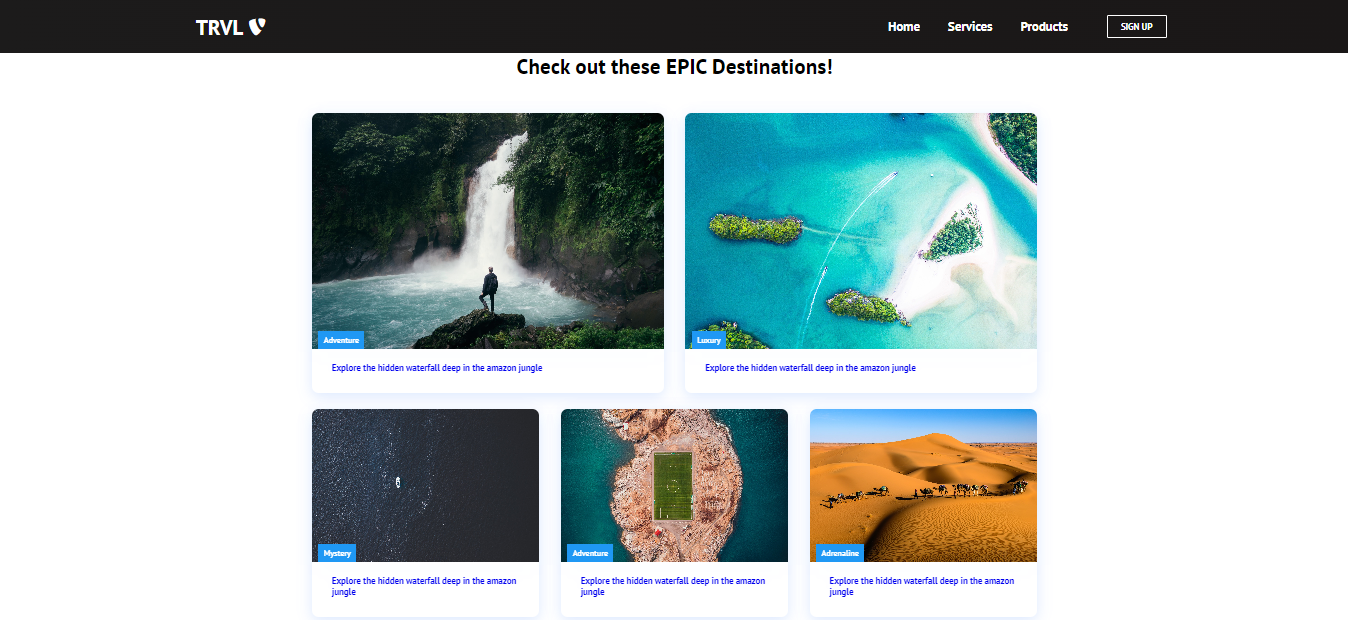 TRVL
Home Services Products SIGN UP
Check out these EPIC Destinations!
Adventure
Luxury
Explore the hidden waterfall deep in the amazon jungle
Explore the hidden waterfall deep in the amazon jungle
Mystery
Adventure
Adrenaline
Explore the hidden waterfall deep in the amazon
jungle
Explore the hidden waterfall deep in the amazon
jungle
Explore the hidden waterfall deep in the amazon
jungle